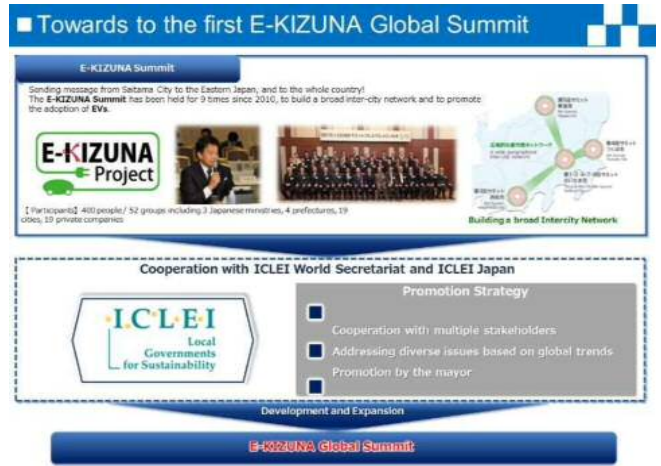 Towards to the first E-KIZUNA Global Summit
E-KIZUNA Summit
Sending message from Saitama City to the Eastern Japan, and to the whole country!
The E-KIZUNA Summit has been held for 9 times since 2010, to build a broad inter-city network and to promote
the adoption of EVs.
E-KIZUNA
Project
【Participants】 400 people/ 52 groups including 3 Japanese ministries, 4 prefectures, 19
cities, 19 private companies
Building a broad Intercity Network
Cooperation with ICLEI World Secretariat and ICLEI Japan
I.C.L.E.I
Local
Governments
for Sustainability
Promotion Strategy
Cooperation with multiple stakeholders
Addressing diverse issues based on global trends
Promotion by the mayor
Development and Expansion
E-KIZUNA Global Summit